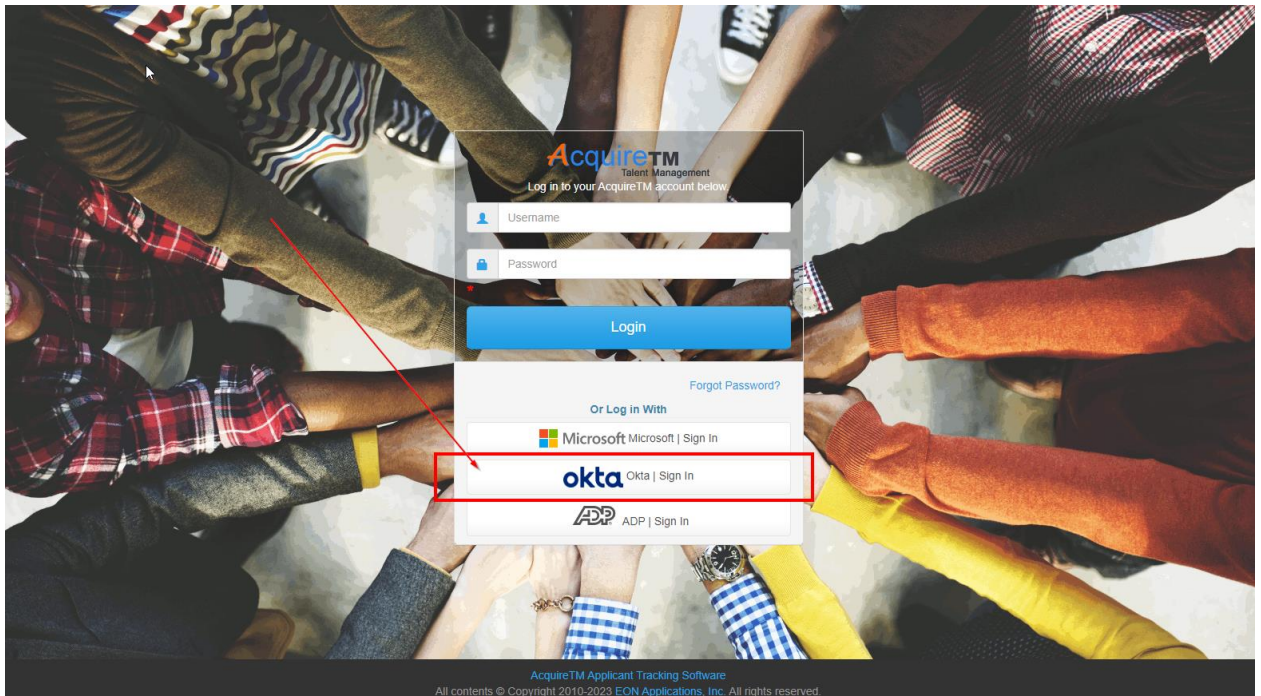 AcquireTM
Talent Management
Log in to your AcquireTM account below
Username
Password
*
Login
Forgot Password?
Or Log in With
Microsoft Microsoft | Sign In
okta Okta | Sign In
ADP ADP | Sign In
AcquireTM Applicant Tracking Software
All contents © Copyright 2010-2023 EON Applications, Inc. All rights reserved.